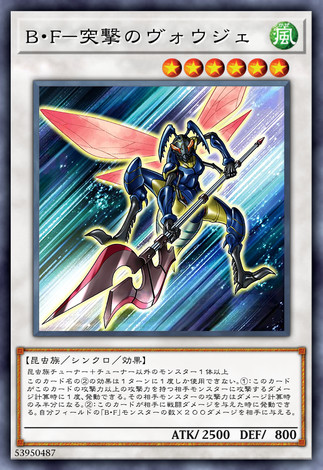 B・F－突撃のヴォウジェ
風
【昆虫族／シンクロ／効果】
昆虫族チューナー＋チューナー以外のモンスター１体以上
このカード名の②の効果は１ターンに１度しか使用できない。①：このカード
がこのカードの攻撃力以上の攻撃力を持つ相手モンスターに攻撃するダメー
ジ計算時に１度、発動できる。その相手モンスターの攻撃力はダメージ計算時
のみ半分になる。②：このカードが相手に戦闘ダメージを与えた時に発動でき
る。自分フィールドの「B・F」モンスターの数×２００ダメージを相手に与える。
ATK/ 2500 DEF/ 800
53950487